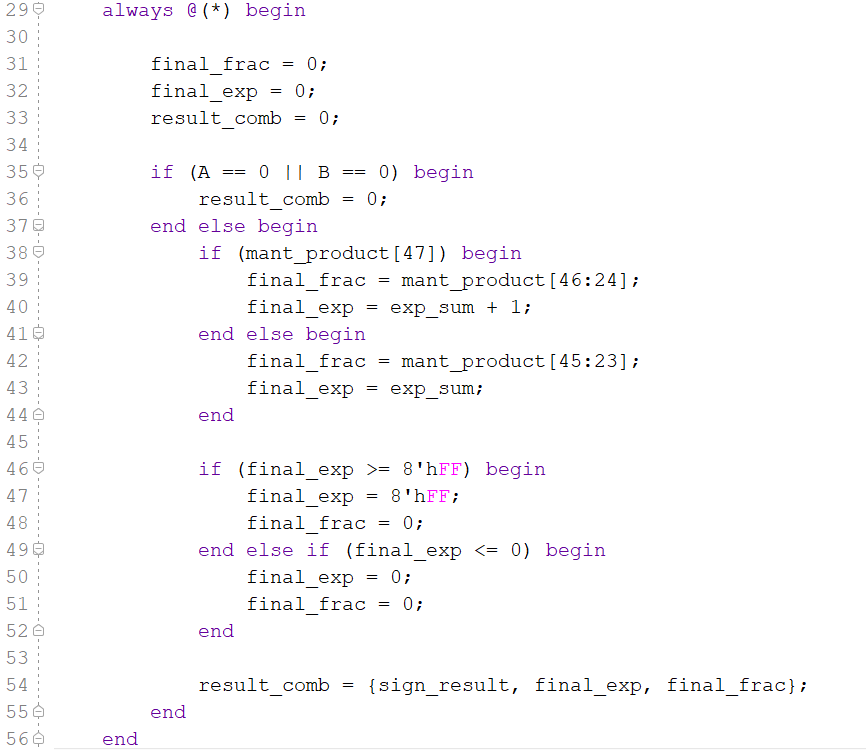 29 always @(*) begin
30
31 final_frac = 0;
32 final_exp = 0;
33 result_comb = 0;
34
35 if (A == 0 || B == 0) begin
36 result_comb = 0;
37 end else begin
38 if (mant_product[47]) begin
39 final_frac = mant_product[46:24];
40 final_exp = exp_sum + 1;
41 end else begin
42 final_frac = mant_product[45:23];
43 final_exp = exp_sum;
44 end
45
46 if (final_exp >= 8'hFF) begin
47 final_exp = 8'hFF;
48 final_frac = 0;
49 end else if (final_exp <= 0) begin
50 final_exp = 0;
51 final_frac = 0;
52 end
53
54 result_comb = {sign_result, final_exp, final_frac};
55 end
56 end